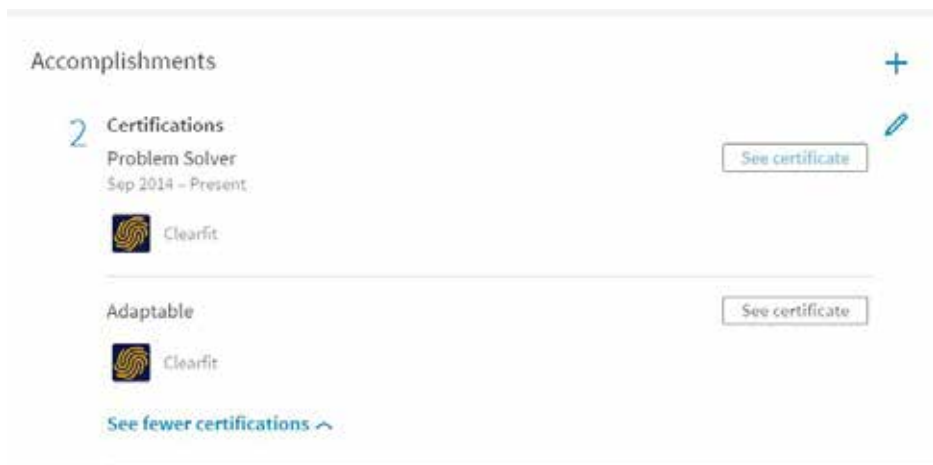 Accomplishments
2
Certifications
Problem Solver
See certificate
Sep 2014 – Present
Clearfit
Adaptable
See certificate
Clearfit
See fewer certifications